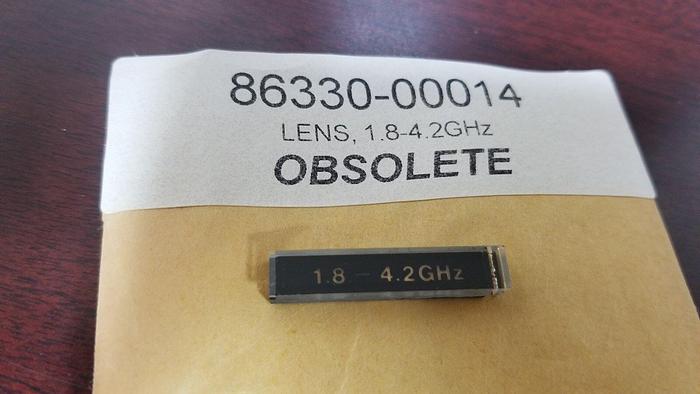 86330-00014
LENS, 1.8-4.2GHz
OBSOLETE
1.8 - 4.2GHz